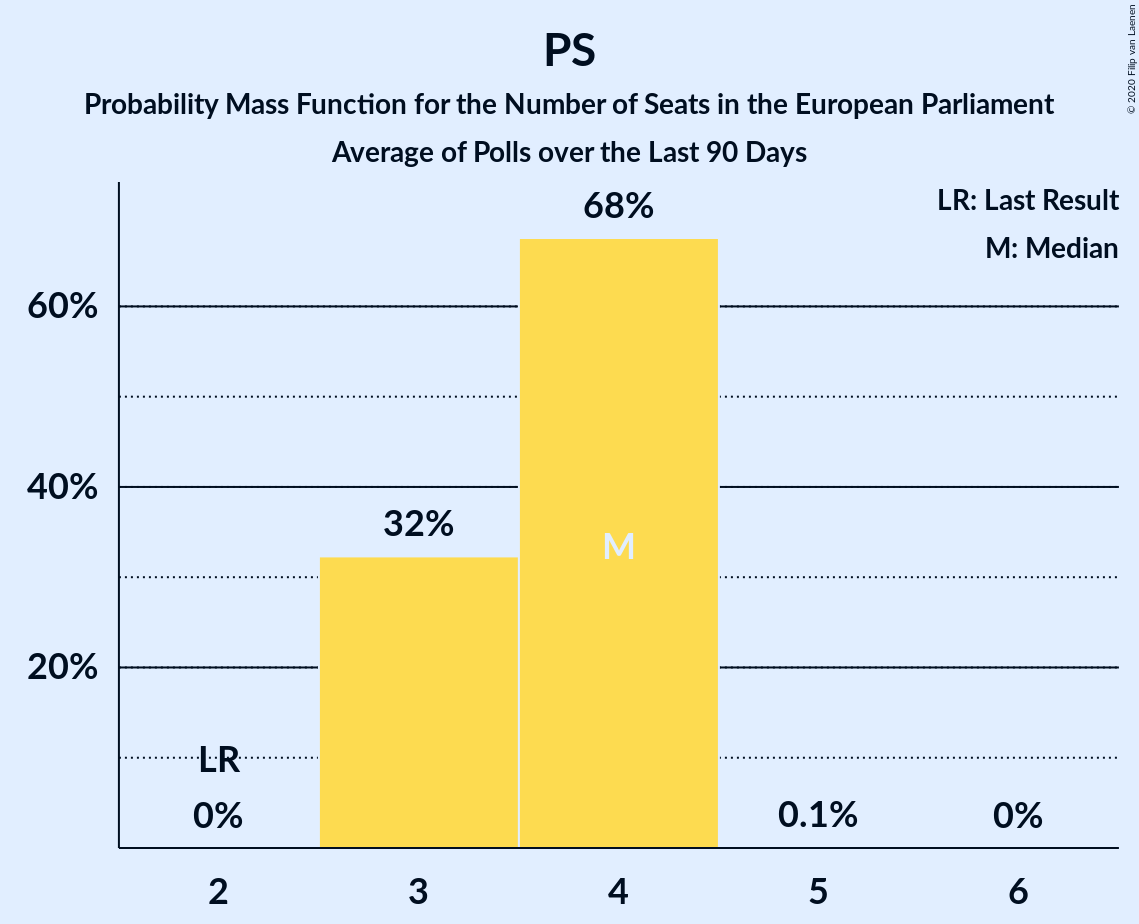 PS
Probability Mass Function for the Number of Seats in the European Parliament
Average of Polls over the Last 90 Days
© 2020 Filip van Laenen
LR: Last Result
M: Median
68%
60%
40%
32%
M
20%
LR
0%
0.1%
0%
2
3
4
5
6